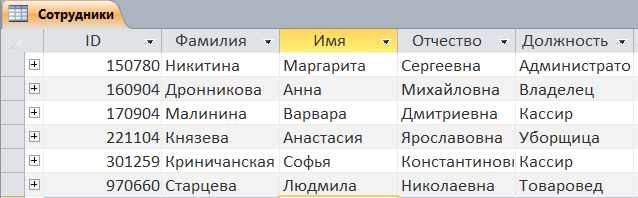 Сотрудники
ID Фамилия Имя Отчество Должность
150780 Никитина Маргарита Сергеевна Администрато
160904 Дронникова Анна Михайловна Владелец
170904 Малинина Варвара Дмитриевна Кассир
221104 Князева Анастасия Ярославовна Уборщица
301259 Криничанская Софья Константинови Кассир
970660 Старцева Людмила Николаевна Товаровед